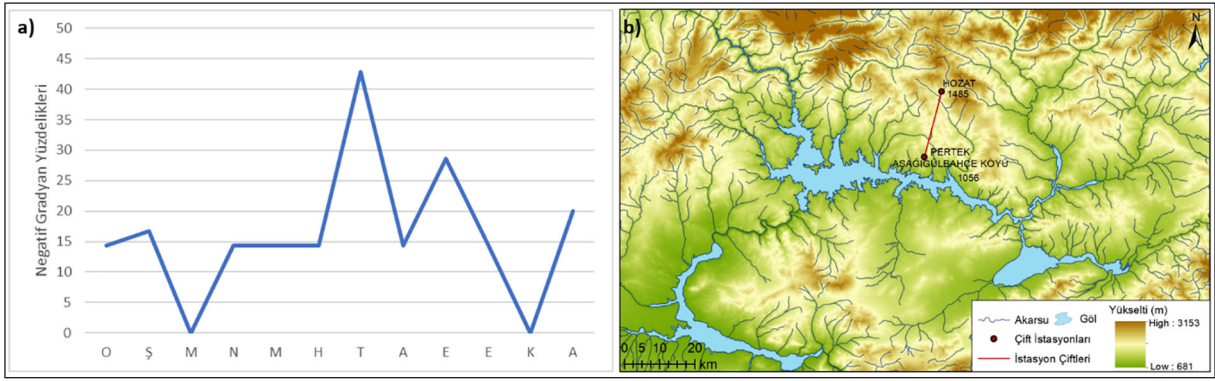 a)
Negatif Gradyan Yüzdelikleri
50
45
40
35
30
25
20
15
10
5
0
O Ş M N M H T A E E K A
b)
N
HOZAT
1485
PERTEK
AŞAĞIGÜLBAHÇE KÖYÜ
1056
0 5 10 20
km
Akarsu Göl
Çift İstasyonları
İstasyon Çiftleri
Yükselti (m)
High : 3153
Low : 681